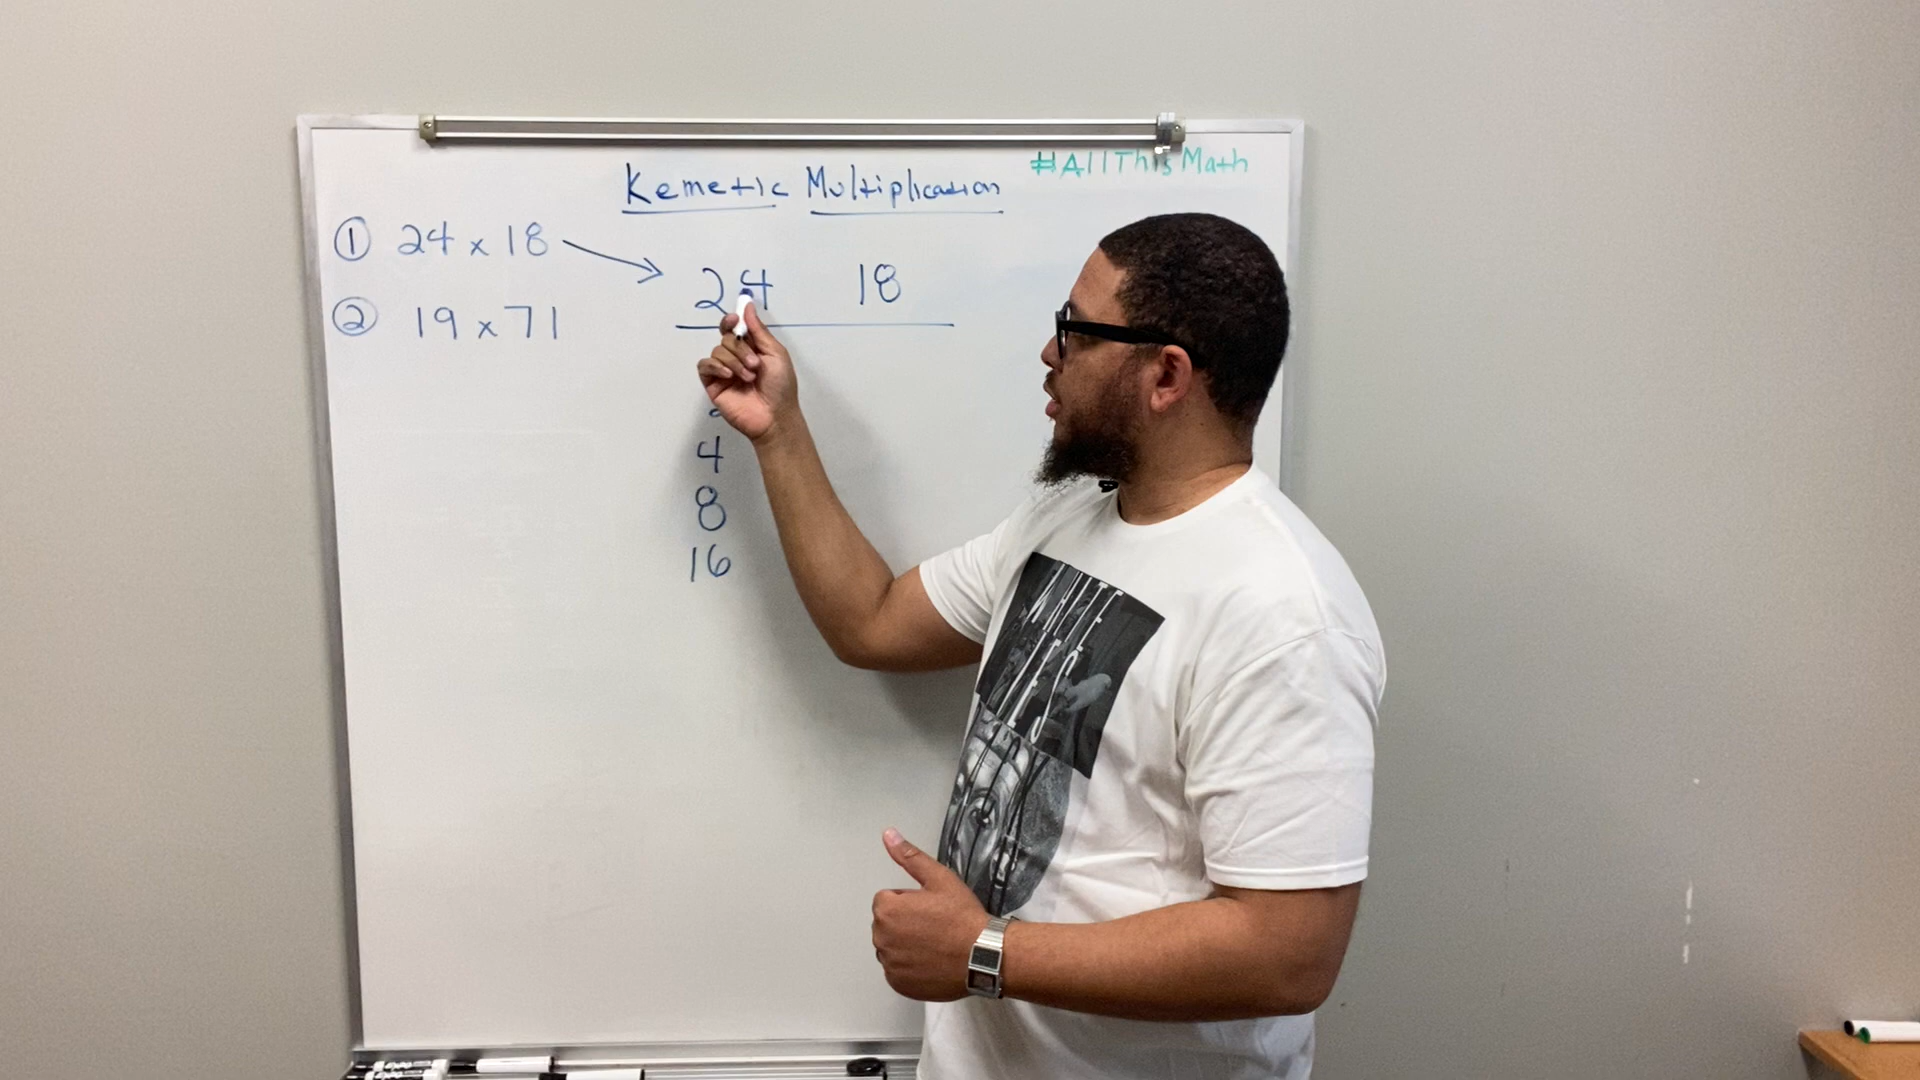 Kemetic Multiplication
#AllThisMath
① 24 x 18
② 19 x 71
24 18
4
8
16